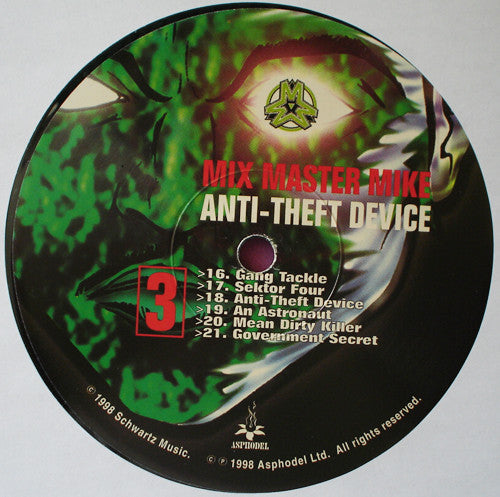 MIX MASTER MIKE
ANTI-THEFT DEVICE
3
>16. Gang Tackle
>17. Sektor Four
>18. Anti-Theft Device
>19. An Astronaut
>20. Mean Dirty Killer
>21. Government Secret
© 1998 Schwartz Music.
ASPHODEL
© ℗ 1998 Asphodel Ltd. All rights reserved.